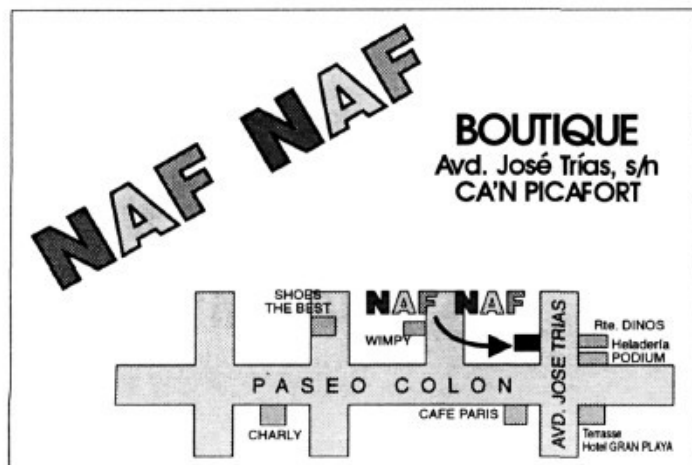 NAF NAF
BOUTIQUE
Avd. José Trías, s/n
CA'N PICAFORT
SHOES
THE BEST
NAF NAF
WIMPY
AVD. JOSE TRIAS
Rte. DINOS
Heladería
PODIUM
PASEO COLON
CHARLY
CAFE PARIS
Terrasse
Hotel GRAN PLAYA